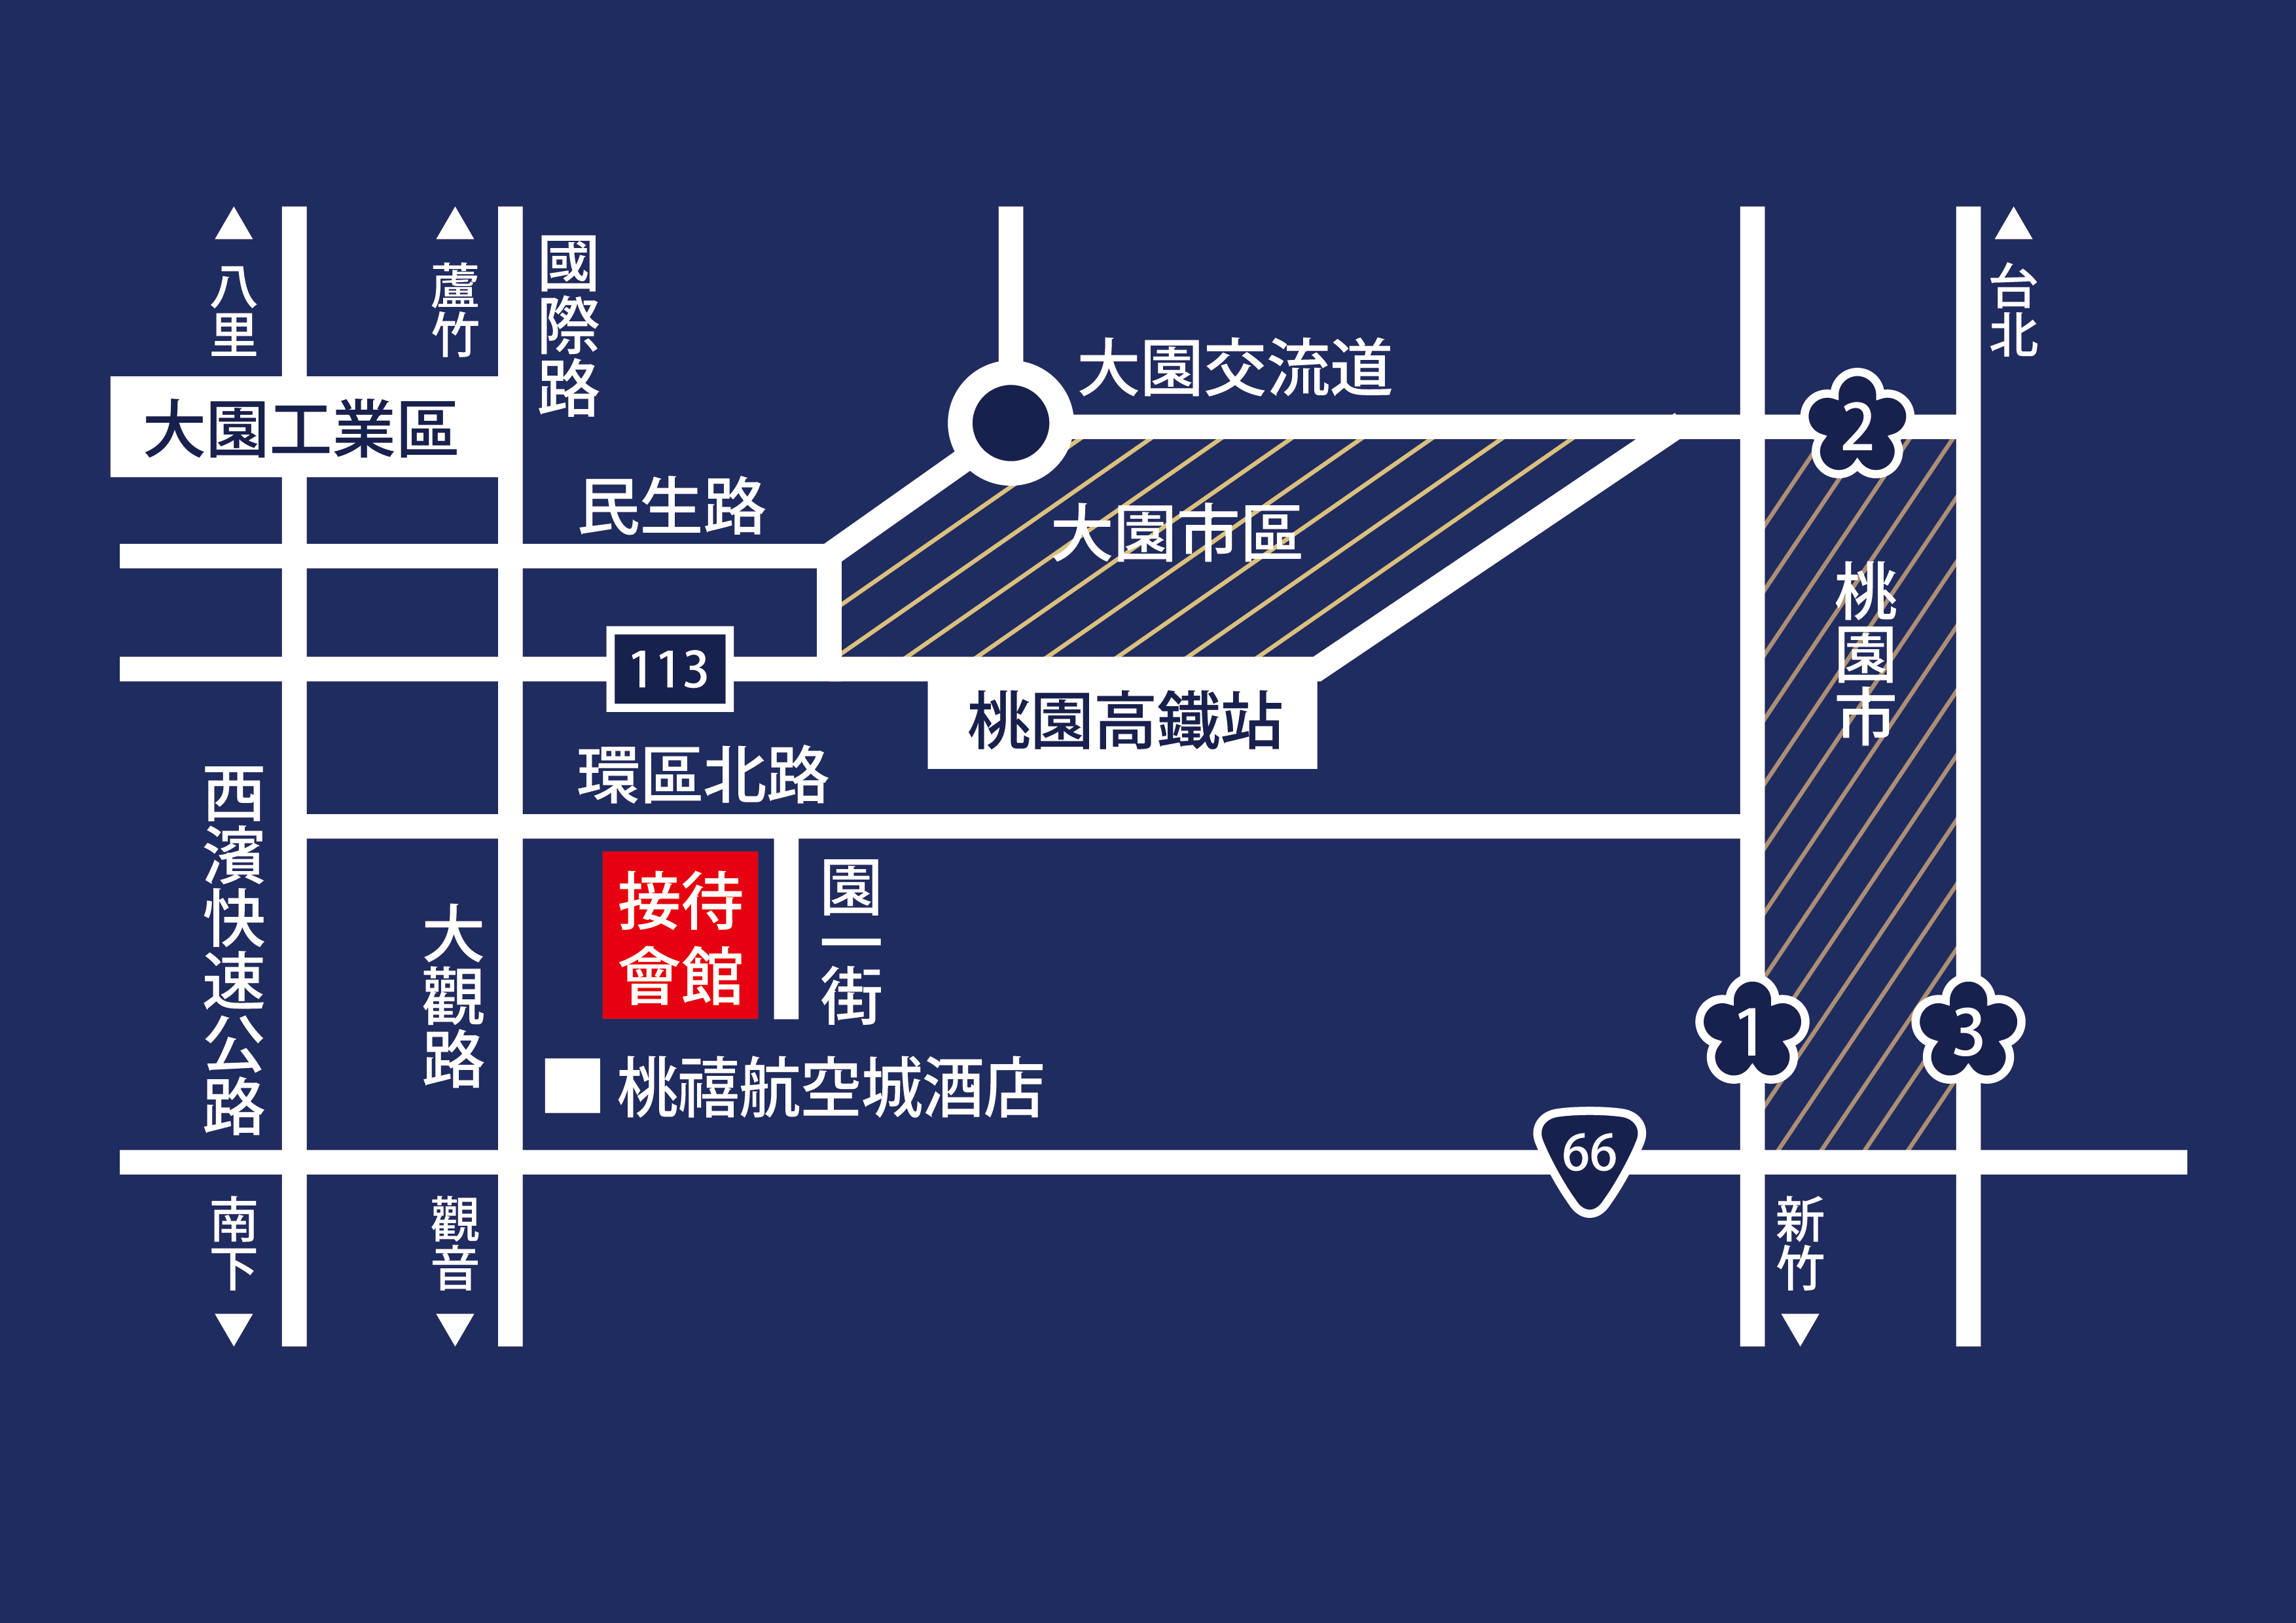 八里
蘆竹
國際路
台北
大園交流道
大園工業區
2
民生路
大園市區
桃園市
113
桃園高鐵站
環區北路
西濱快速公路
大觀路
接待
會館
園一街
1
3
桃禧航空城酒店
66
南下
觀音
新竹